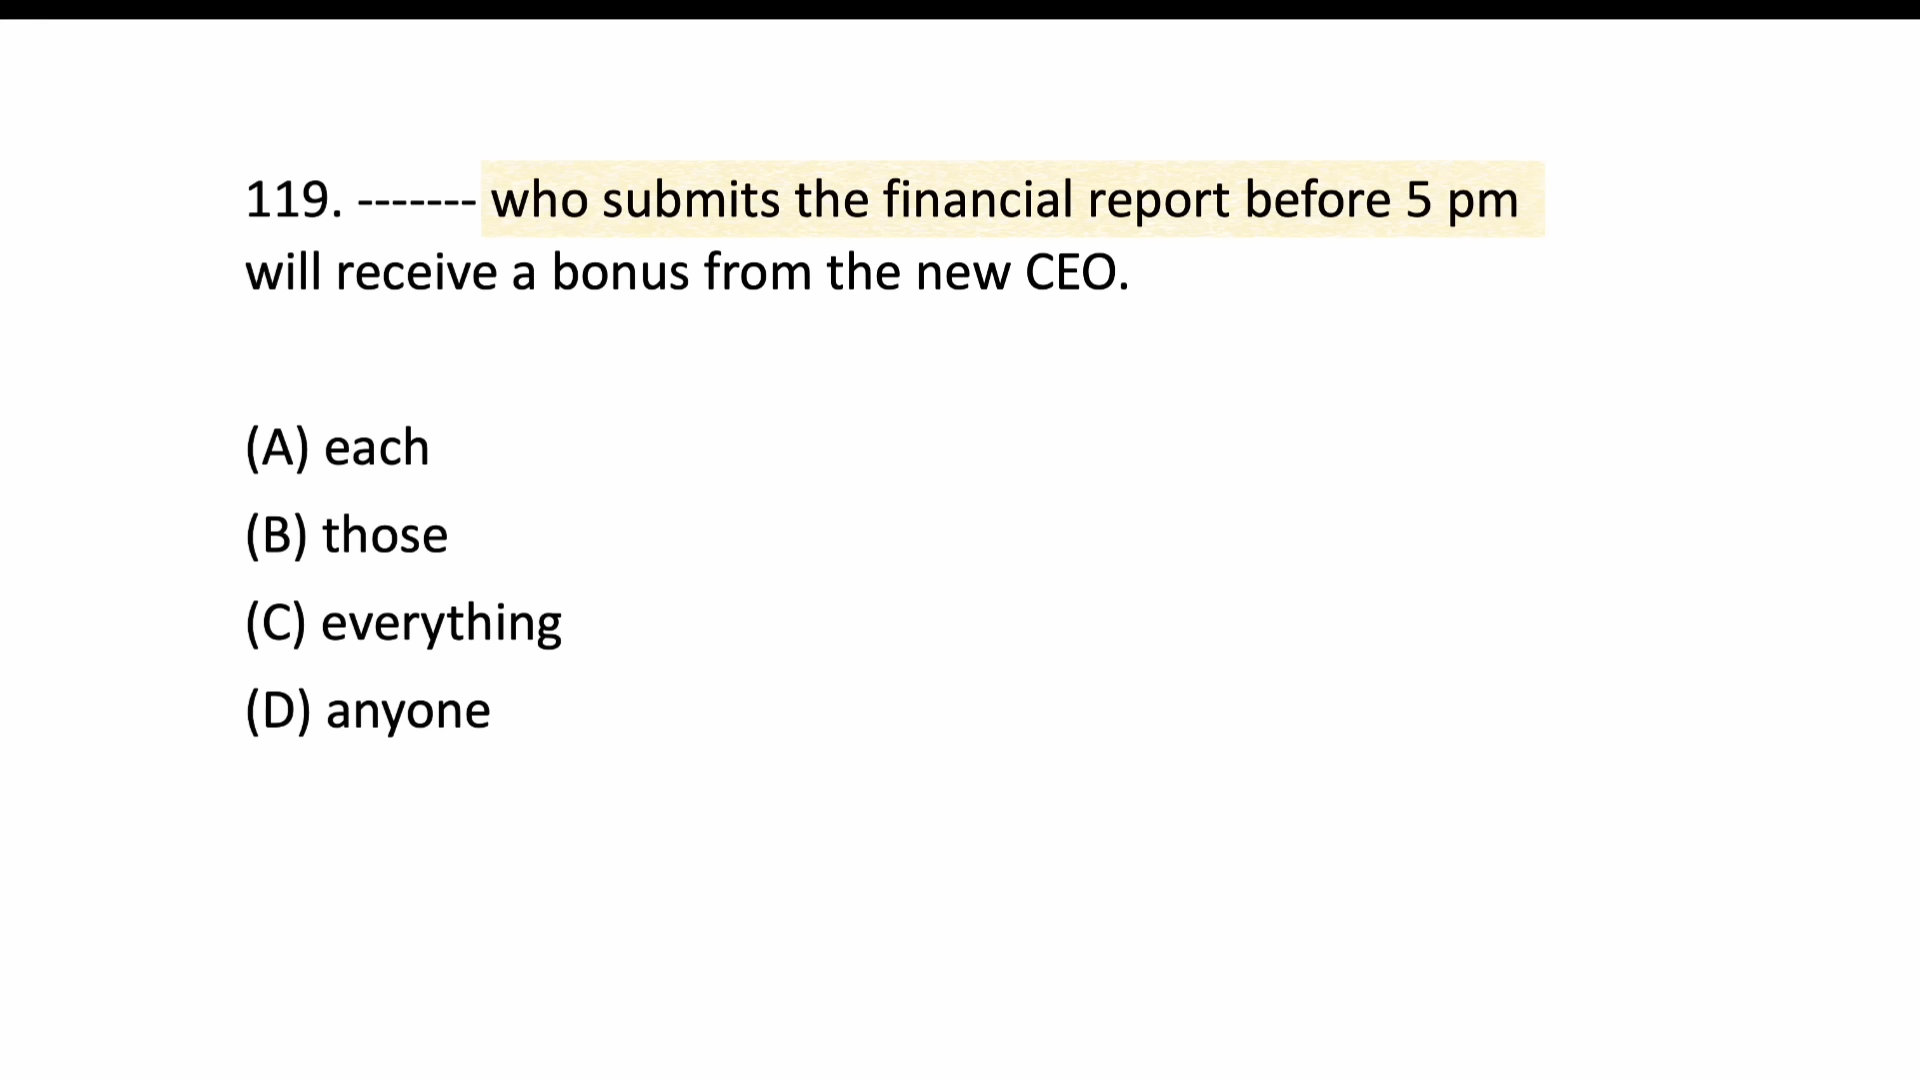 119. ------- who submits the financial report before 5 pm
will receive a bonus from the new CEO.
(A) each
(B) those
(C) everything
(D) anyone